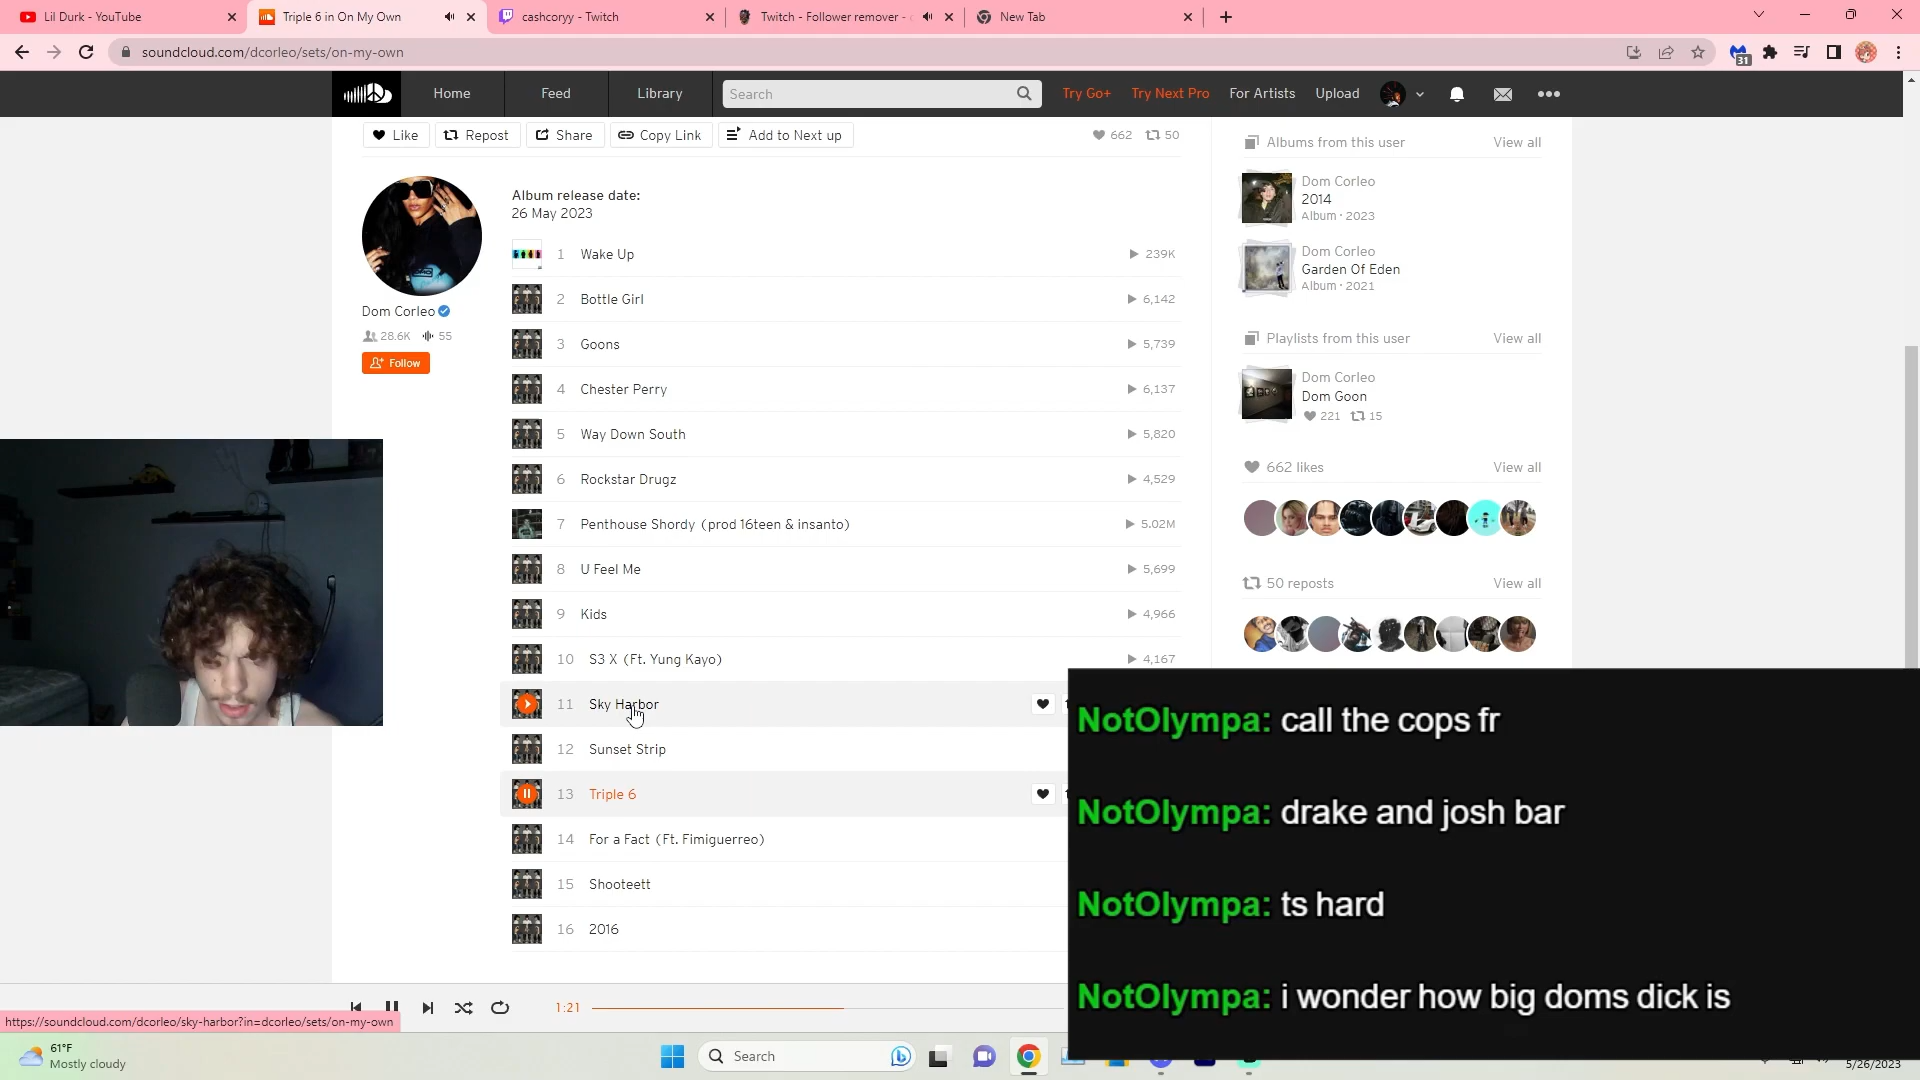 Lil Durk - YouTube
Triple 6 in On My Own
cashcoryy - Twitch
Twitch - Follower remover -
New Tab
soundcloud.com/dcorleo/sets/on-my-own
31
Home
Feed
Library
Search
Try Go+
Try Next Pro
For Artists
Upload
Like
Repost
Share
Copy Link
Add to Next up
662
50
Album release date:
26 May 2023
Dom Corleo
28.6K
55
Follow
1 Wake Up 239K
2 Bottle Girl 6,142
3 Goons 5,739
4 Chester Perry 6,137
5 Way Down South 5,820
6 Rockstar Drugz 4,529
7 Penthouse Shordy (prod 16teen & insanto) 5.02M
8 U Feel Me 5,699
9 Kids 4,966
10 S3 X (Ft. Yung Kayo) 4,167
11 Sky Harbor
12 Sunset Strip
13 Triple 6
14 For a Fact (Ft. Fimiguerreo)
15 Shooteett
16 2016
Albums from this user View all
Dom Corleo
2014
Album · 2023
Dom Corleo
Garden Of Eden
Album · 2021
Playlists from this user View all
Dom Corleo
Dom Goon
221 15
662 likes View all
50 reposts View all
NotOlympa: call the cops fr
NotOlympa: drake and josh bar
NotOlympa: ts hard
NotOlympa: i wonder how big doms dick is
1:21
https://soundcloud.com/dcorleo/sky-harbor?in=dcorleo/sets/on-my-own
61°F
Mostly cloudy
Search
5/26/2023